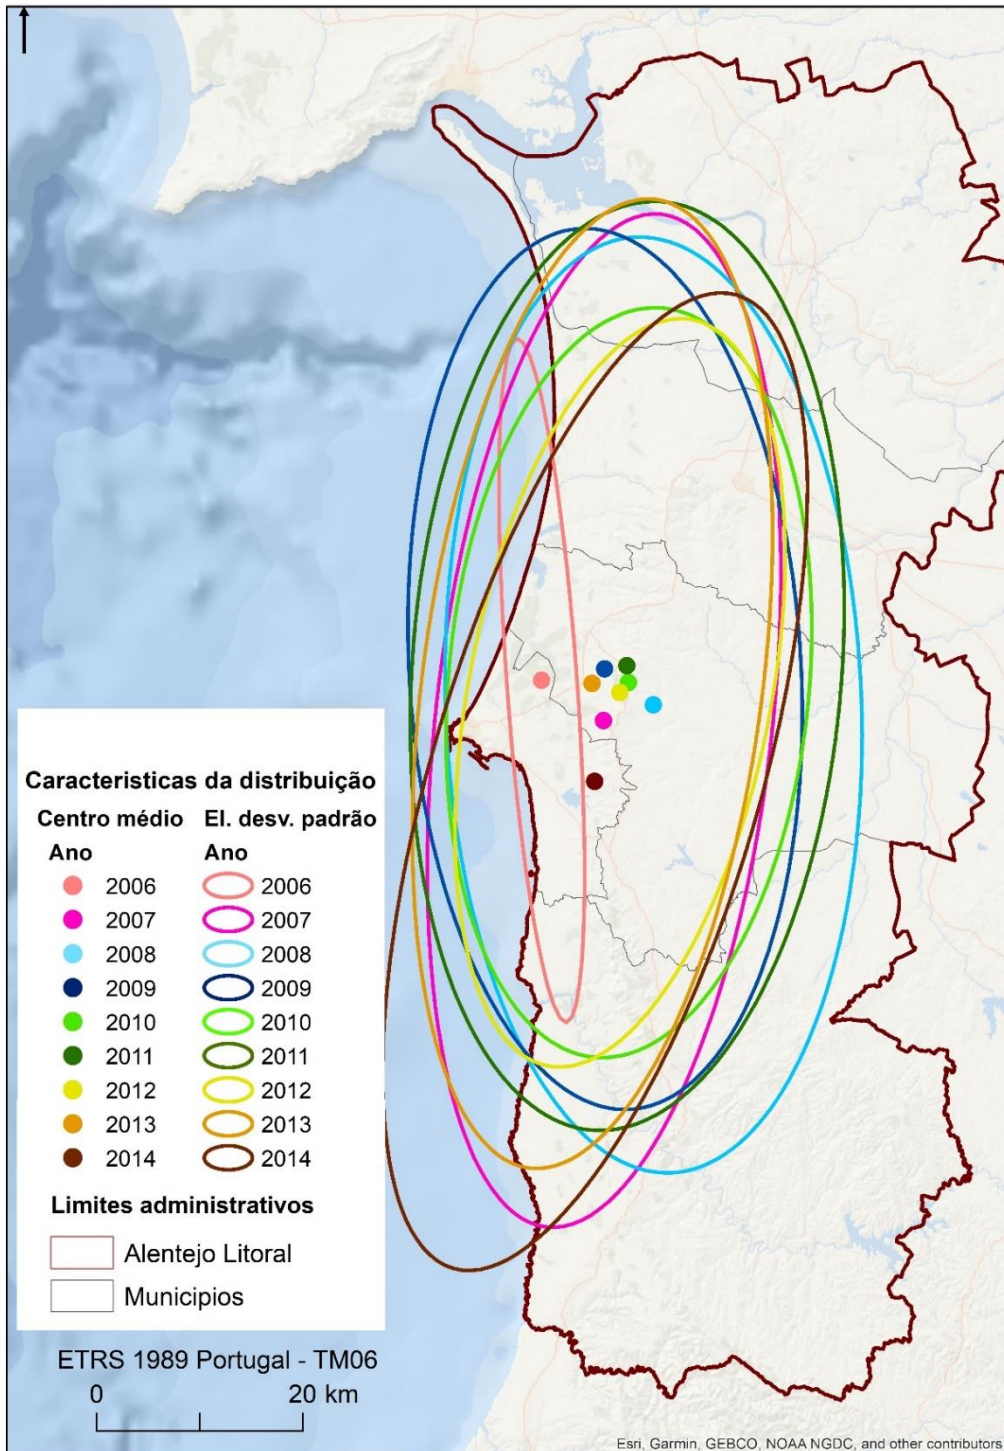 Caracteristicas da distribuição
Centro médio El. desv. padrão
Ano Ano
2006 2006
2007 2007
2008 2008
2009 2009
2010 2010
2011 2011
2012 2012
2013 2013
2014 2014
Limites administrativos
Alentejo Litoral
Municipios
ETRS 1989 Portugal - TM06
0 20 km
Esri, Garmin, GEBCO, NOAA NGDC, and other contributors